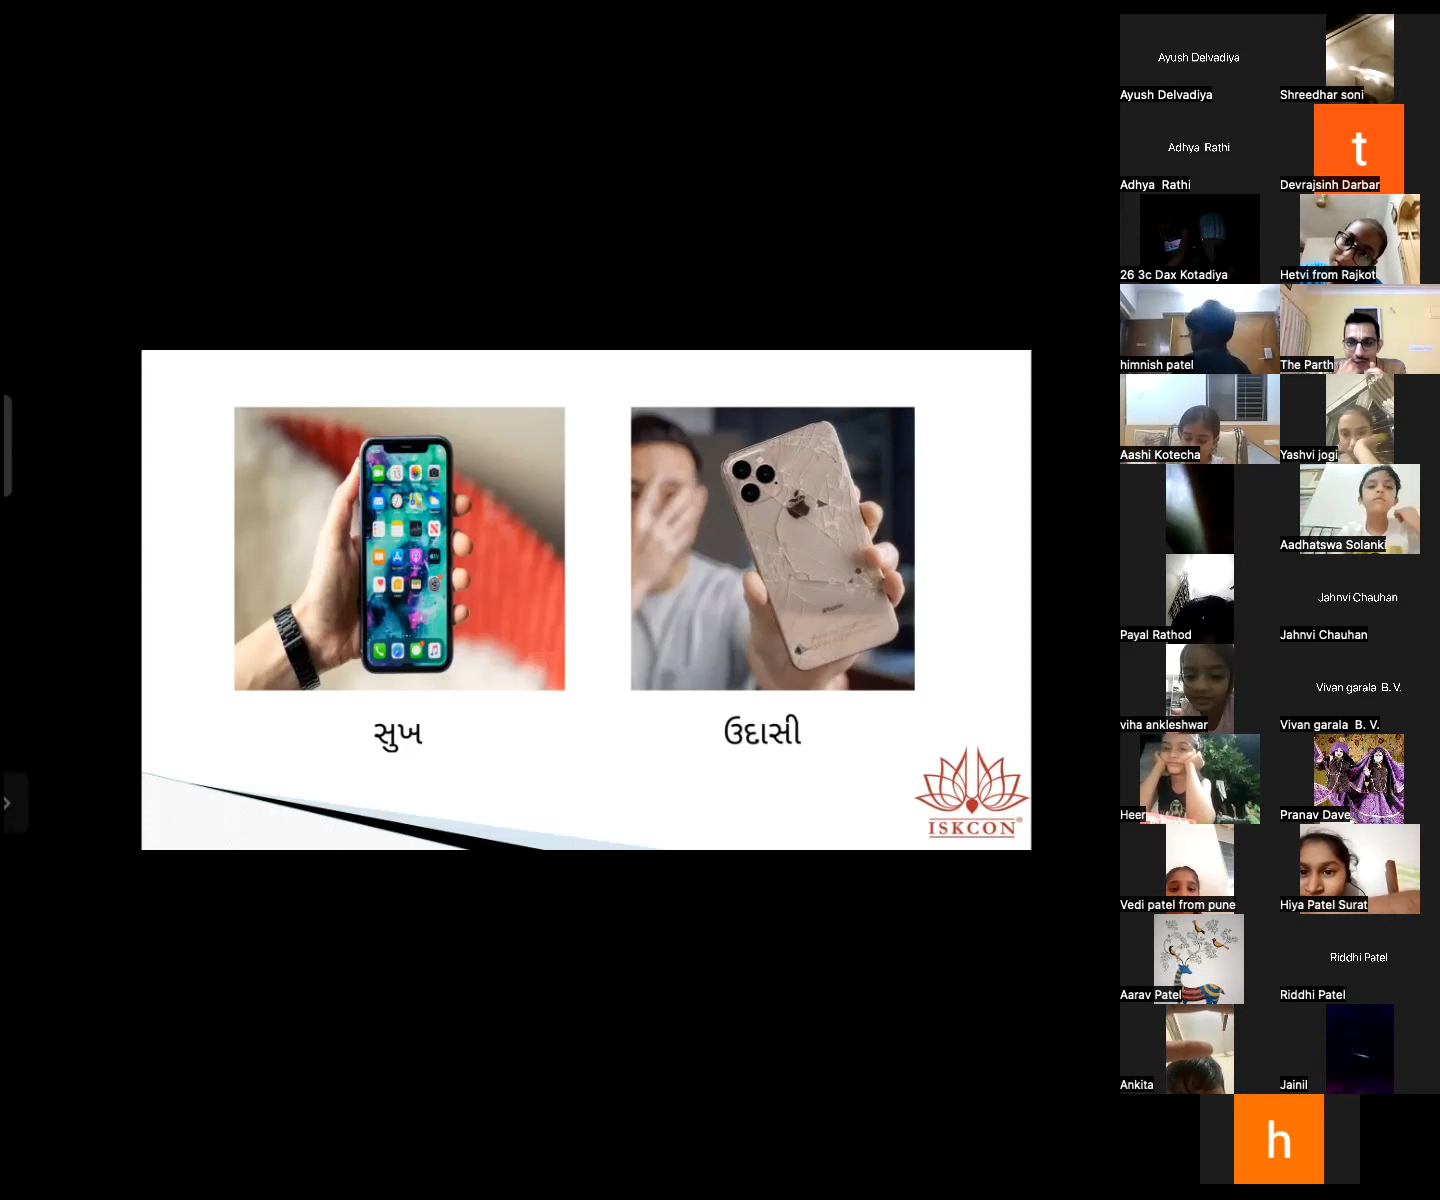 સુખ
ઉદાસી
ISKCON®
iPhone
Ayush Delvadiya
Ayush Delvadiya
Shreedhar soni
Adhya Rathi
Adhya Rathi
t
Devrajsinh Darbar
26 3c Dax Kotadiya
Hetvi from Rajkot
himnish patel
The Parth
Aashi Kotecha
Yashvi jogi
Aadhatswa Solanki
Payal Rathod
Jahnvi Chauhan
Jahnvi Chauhan
viha ankleshwar
Vivan garala B. V.
Vivan garala B. V.
Heer
Pranav Dave
Vedi patel from pune
Hiya Patel Surat
Aarav Patel
Riddhi Patel
Riddhi Patel
Ankita
Jainil
h